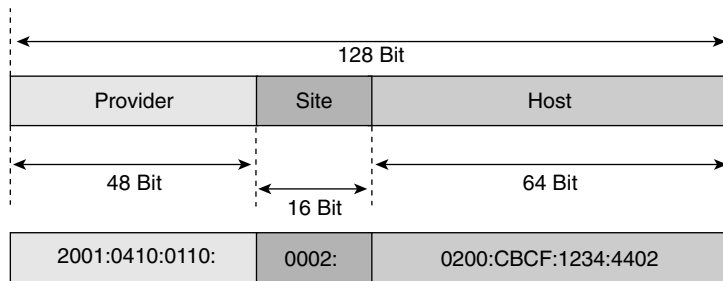 128 Bit
Provider Site Host
48 Bit 16 Bit 64 Bit
2001:0410:0110: 0002: 0200:CBCF:1234:4402